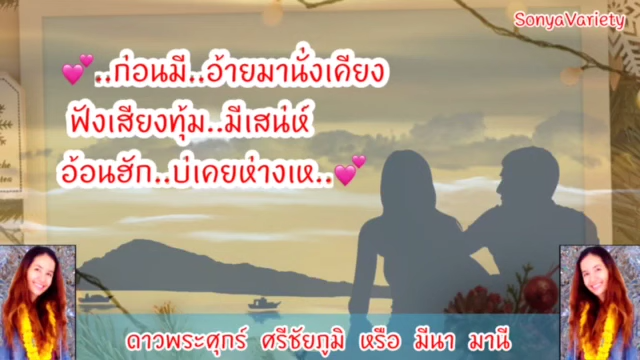 SonyaVariety
💕..ก่อนมี..อ้ายมานั่งเคียง
ฟังเสียงทุ้ม..มีเสน่ห์
อ้อนฮัก..บ่เคยห่างเห..💕
ดาวพระศุกร์ ศรีชัยภูมิ หรือ มีนา มานี